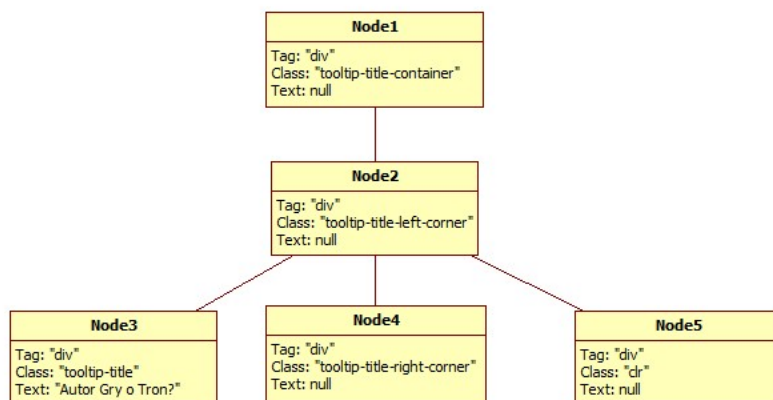 Node1
Tag: "div"
Class: "tooltip-title-container"
Text: null
Node2
Tag: "div"
Class: "tooltip-title-left-corner"
Text: null
Node3
Tag: "div"
Class: "tooltip-title"
Text: "Autor Gry o Tron?"
Node4
Tag: "div"
Class: "tooltip-title-right-corner"
Text: null
Node5
Tag: "div"
Class: "clr"
Text: null